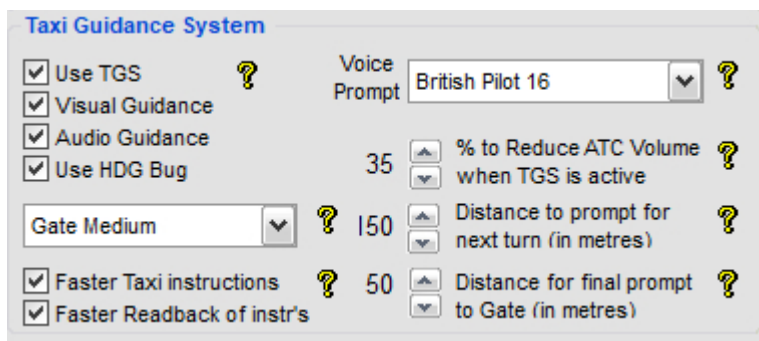 Taxi Guidance System
Use TGS
Visual Guidance
Audio Guidance
Use HDG Bug
Voice
Prompt
British Pilot 16
35
% to Reduce ATC Volume
when TGS is active
Gate Medium
150
Distance to prompt for
next turn (in metres)
Faster Taxi instructions
Faster Readback of instr's
50
Distance for final prompt
to Gate (in metres)